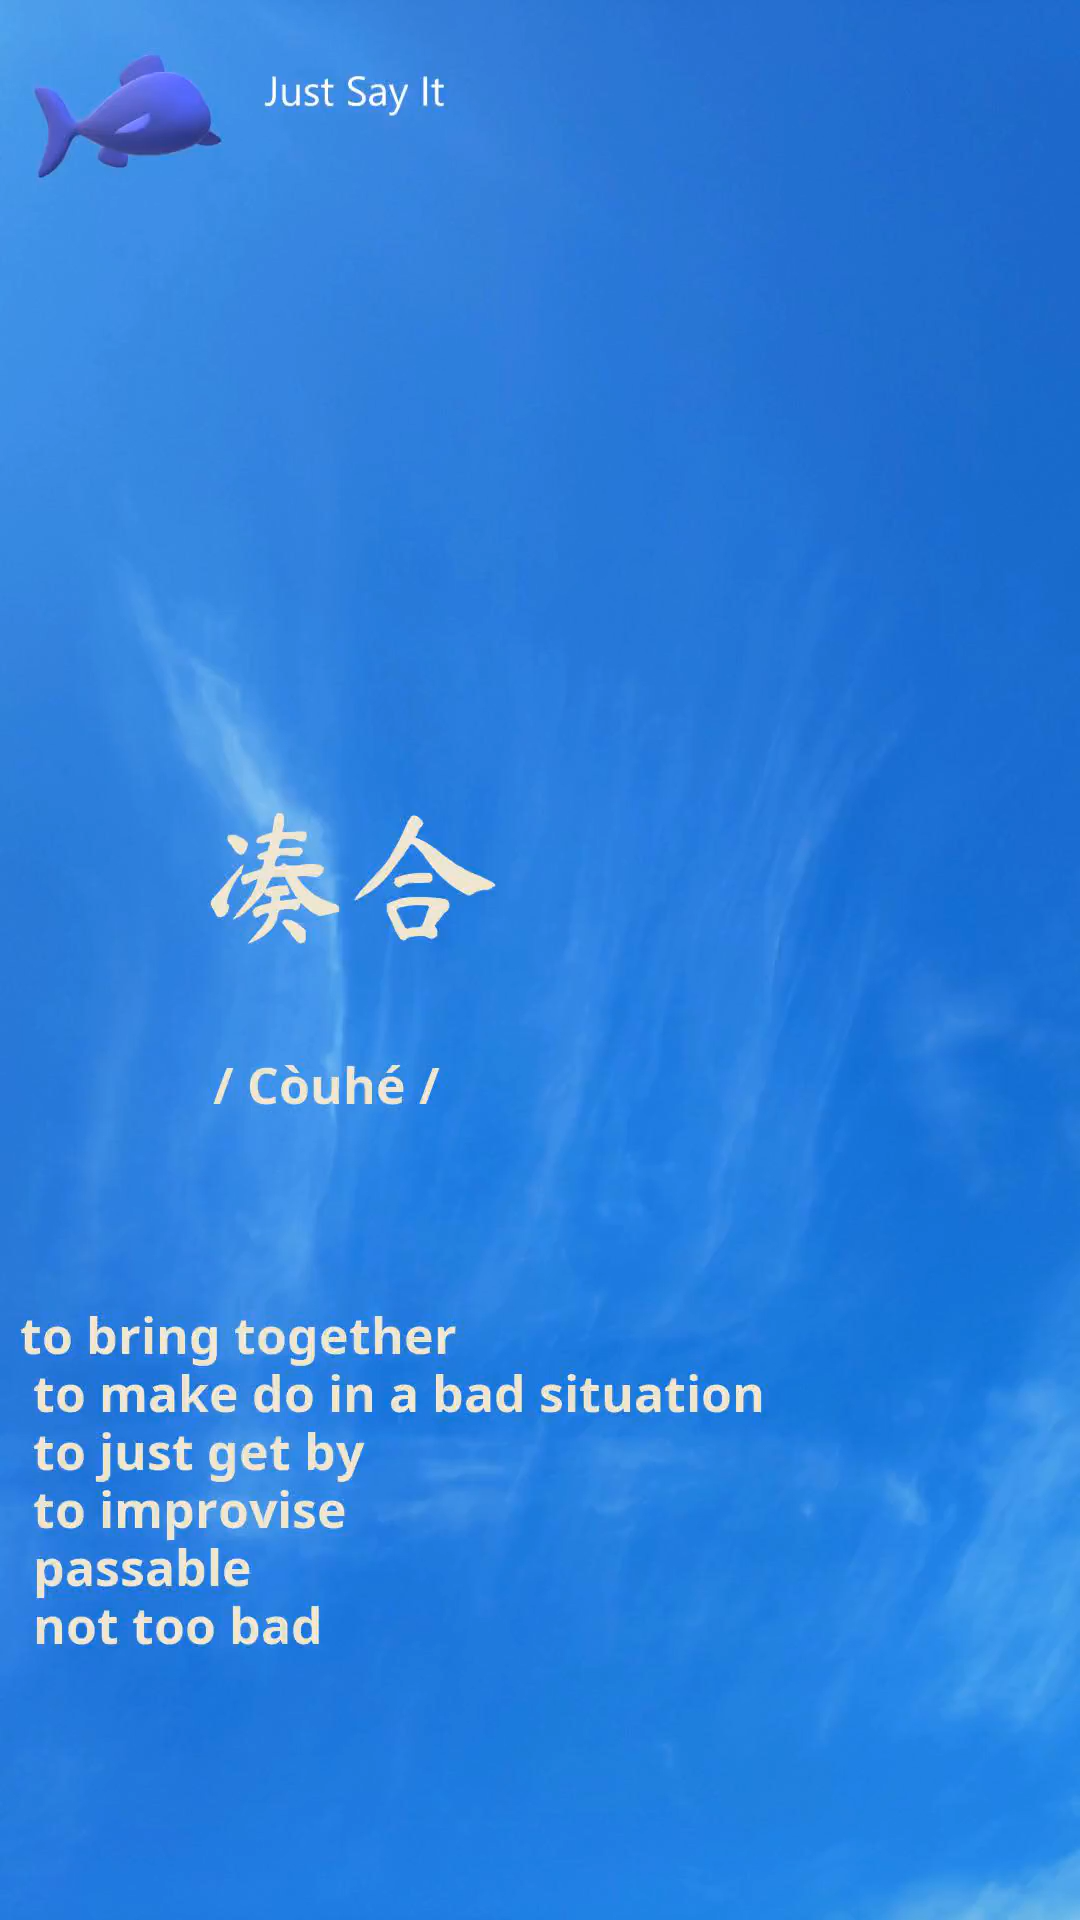 Just Say It
凑合
/ Còuhé /
to bring together
to make do in a bad situation
to just get by
to improvise
passable
not too bad